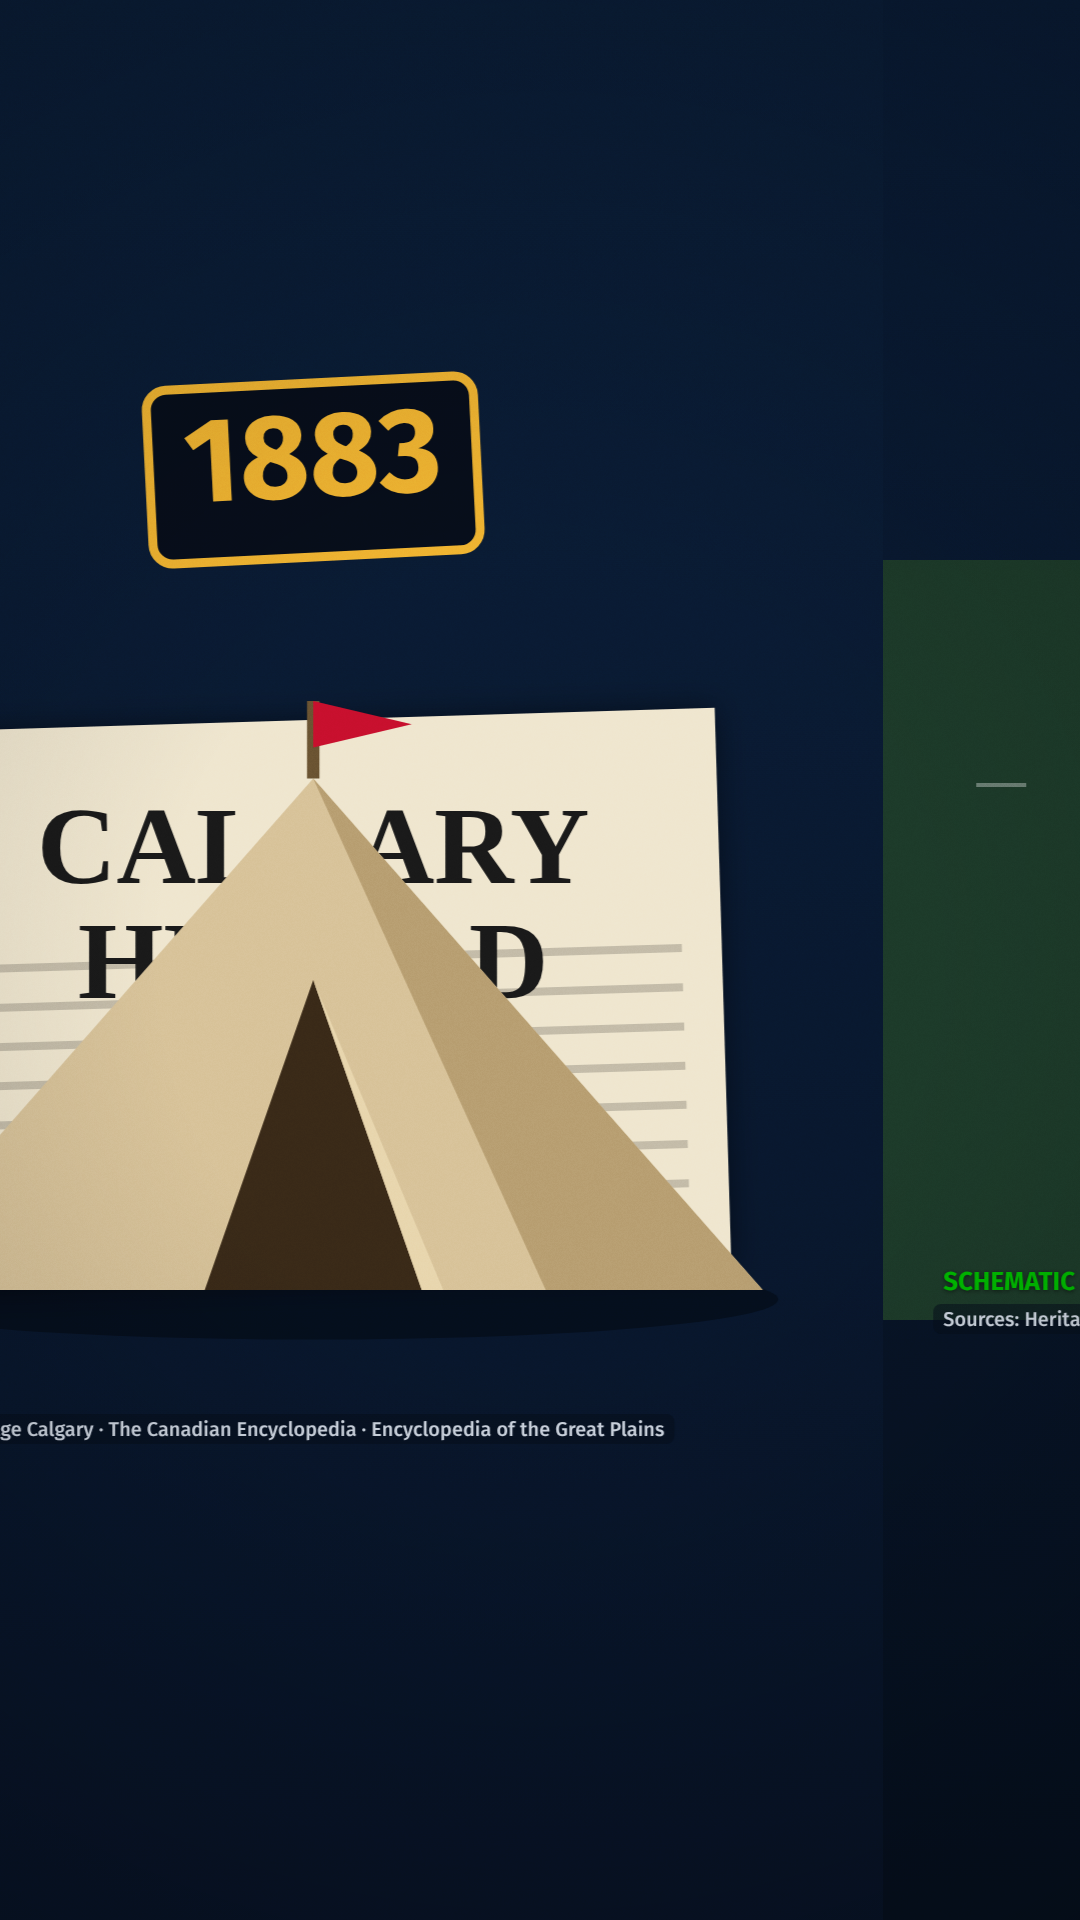 1883
CAL ARY
H D
SCHEMATIC
Sources: Herita
ge Calgary · The Canadian Encyclopedia · Encyclopedia of the Great Plains